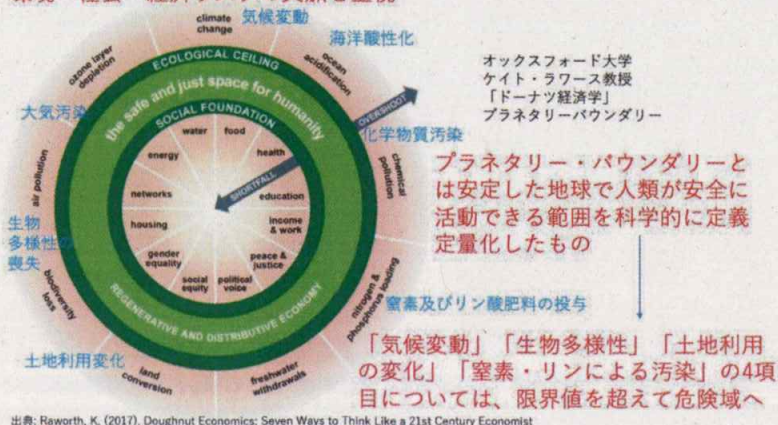 climate
change
気候変動
海洋酸性化
ocean
acidification
ozone layer
depletion
ECOLOGICAL CEILING
the safe and just space for humanity
SOCIAL FOUNDATION
OVERSHOOT
オックスフォード大学
ケイト・ラワース教授
「ドーナツ経済学」
プラネタリーバウンダリー
大気汚染
water
food
化学物質汚染
energy
health
chemical
pollution
air pollution
SHORTFALL
networks
education
プラネタリー・バウンダリーと
は安定した地球で人類が安全に
活動できる範囲を科学的に定義
定量化したもの
生物
多様性の
喪失
housing
income
& work
gender
equality
peace &
justice
social
equity
political
voice
biodiversity
loss
REGENERATIVE AND DISTRIBUTIVE ECONOMY
nitrogen &
phosphorus loading
窒素及びリン酸肥料の投与
土地利用変化
land
conversion
freshwater
withdrawals
「気候変動」「生物多様性」「土地利用
の変化」「窒素・リンによる汚染」の4項
目については、限界値を超えて危険域へ
出典: Raworth, K. (2017), Doughnut Economics: Seven Ways to Think Like a 21st Century Economist